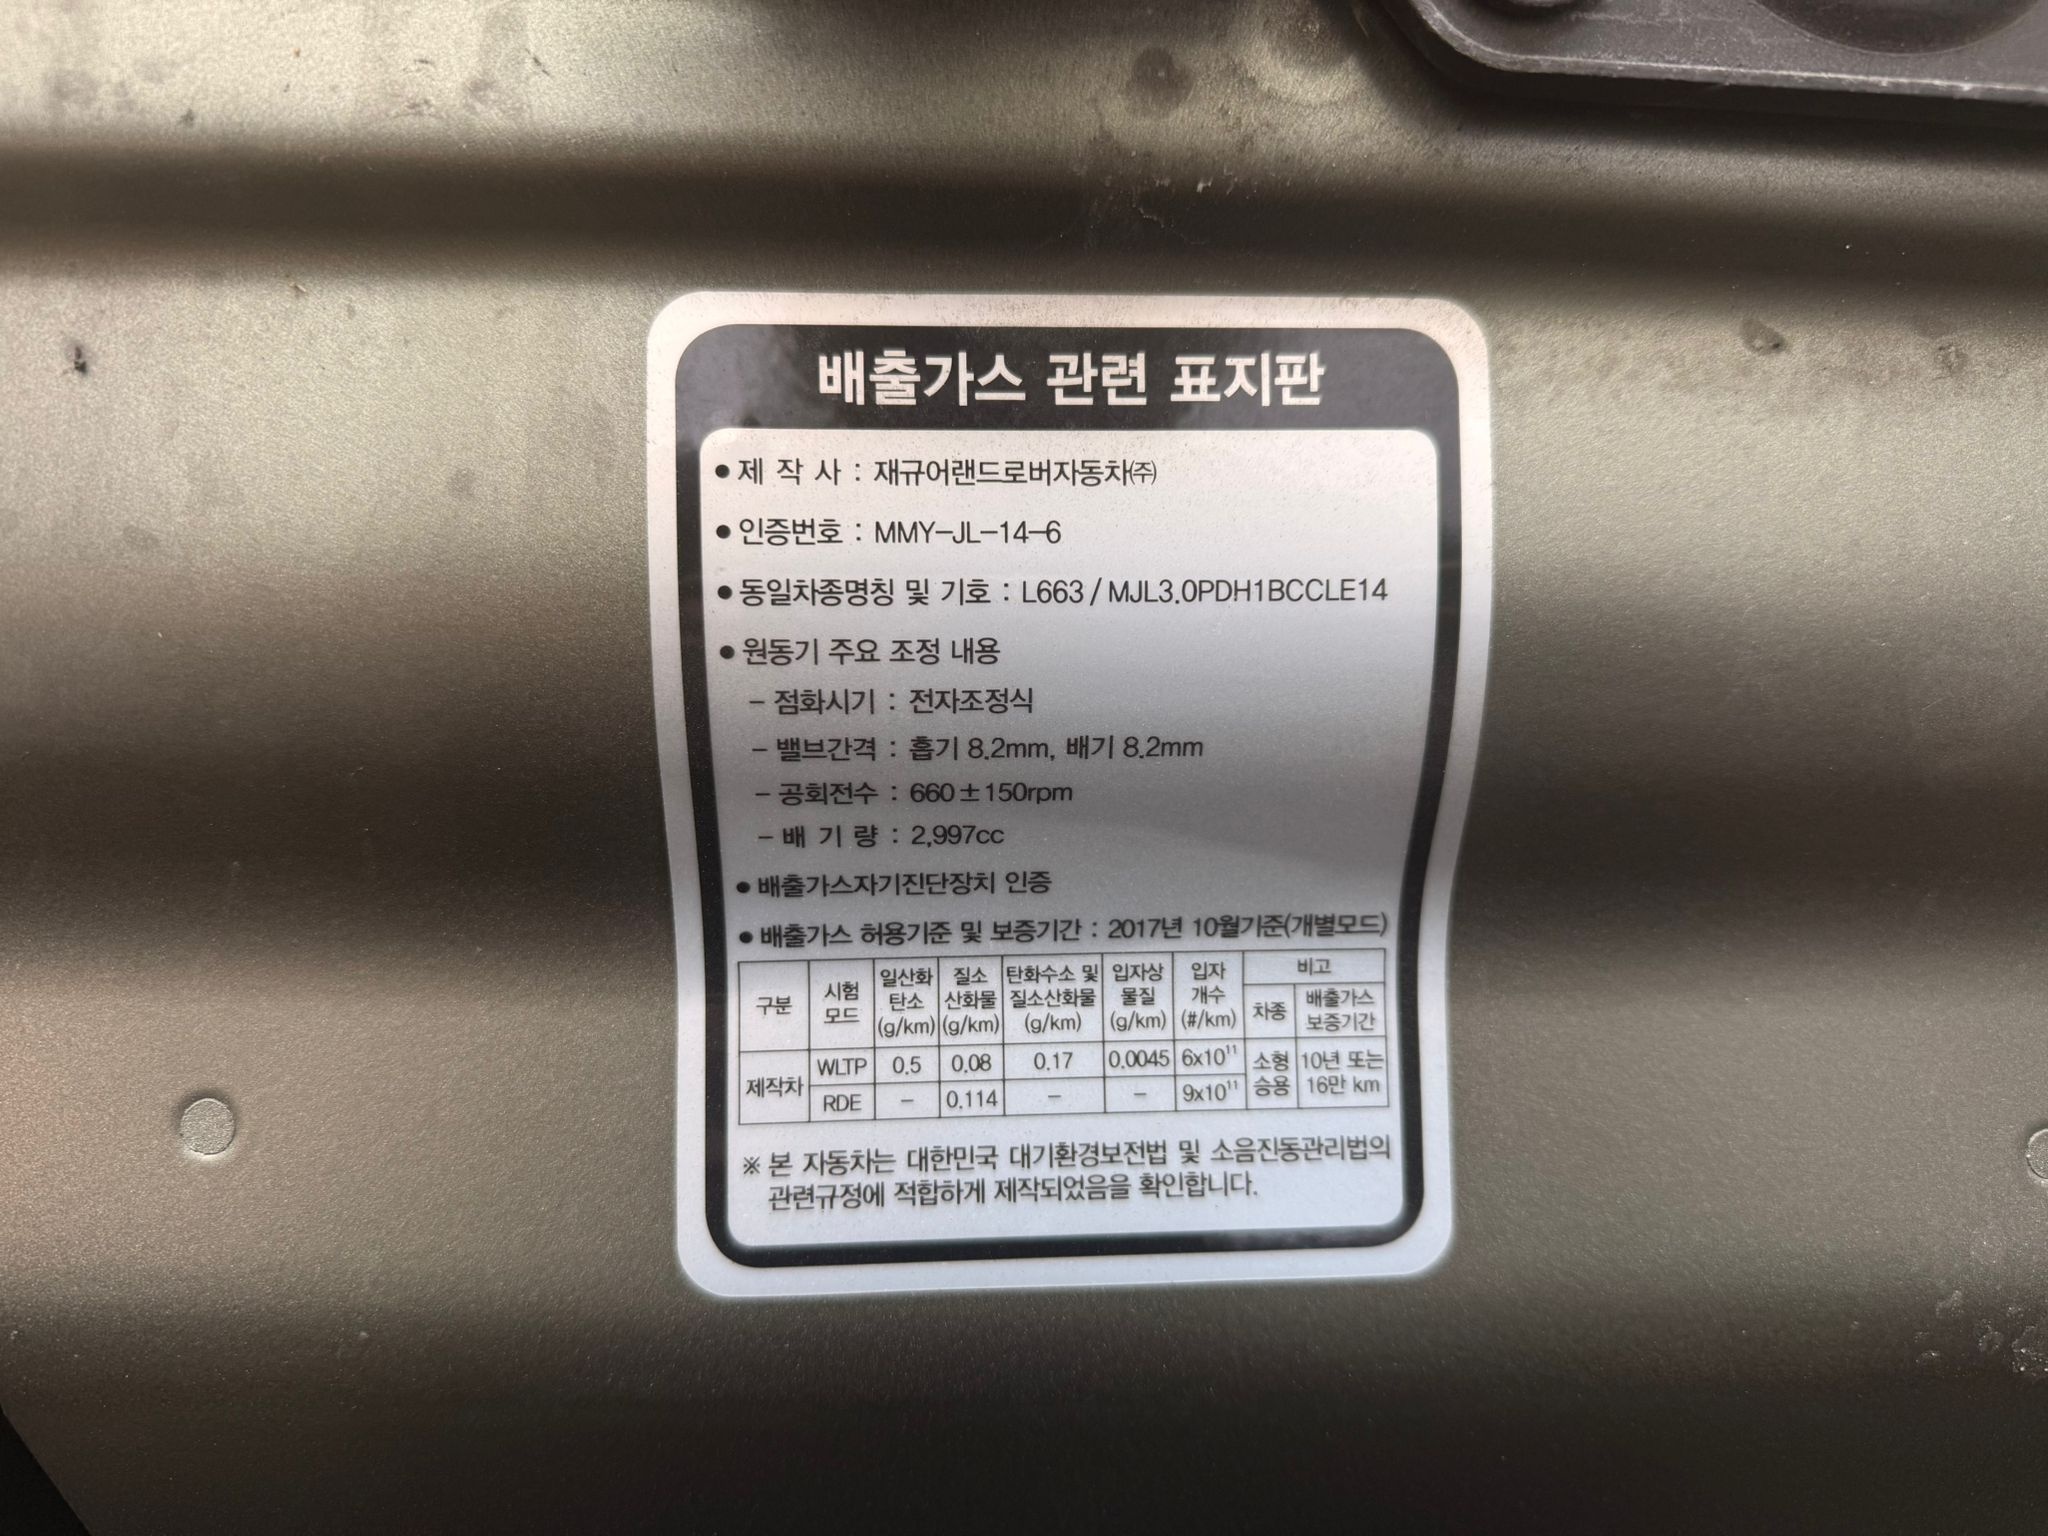 배출가스 관련 표지판
● 제 작 사 : 재규어랜드로버자동차㈜
● 인증번호 : MMY-JL-14-6
● 동일차종명칭 및 기호 : L663 / MJL3.0PDH1BCCLE14
● 원동기 주요 조정 내용
- 점화시기 : 전자조정식
- 밸브간격 : 흡기 8.2mm, 배기 8.2mm
- 공회전수 : 660±150rpm
- 배 기 량 : 2,997cc
● 배출가스자기진단장치 인증
● 배출가스 허용기준 및 보증기간 : 2017년 10월기준(개별모드)
구분 시험모드 일산화탄소(g/km) 질소산화물(g/km) 탄화수소 및 질소산화물(g/km) 입자상물질(g/km) 입자개수(#/km) 비고
차종 배출가스 보증기간
제작차 WLTP 0.5 0.08 0.17 0.0045 6x10¹¹ 소형승용 10년 또는 16만 km
RDE - 0.114 - - 9x10¹¹
※ 본 자동차는 대한민국 대기환경보전법 및 소음진동관리법의
관련규정에 적합하게 제작되었음을 확인합니다.